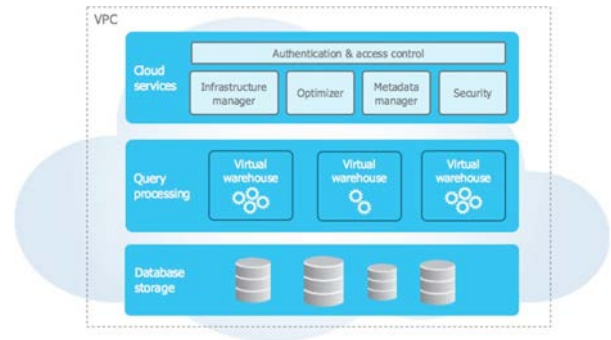 VPC
Cloud
services
Authentication & access control
Infrastructure
manager
Optimizer
Metadata
manager
Security
Query
processing
Virtual
warehouse
Virtual
warehouse
Virtual
warehouse
Database
storage